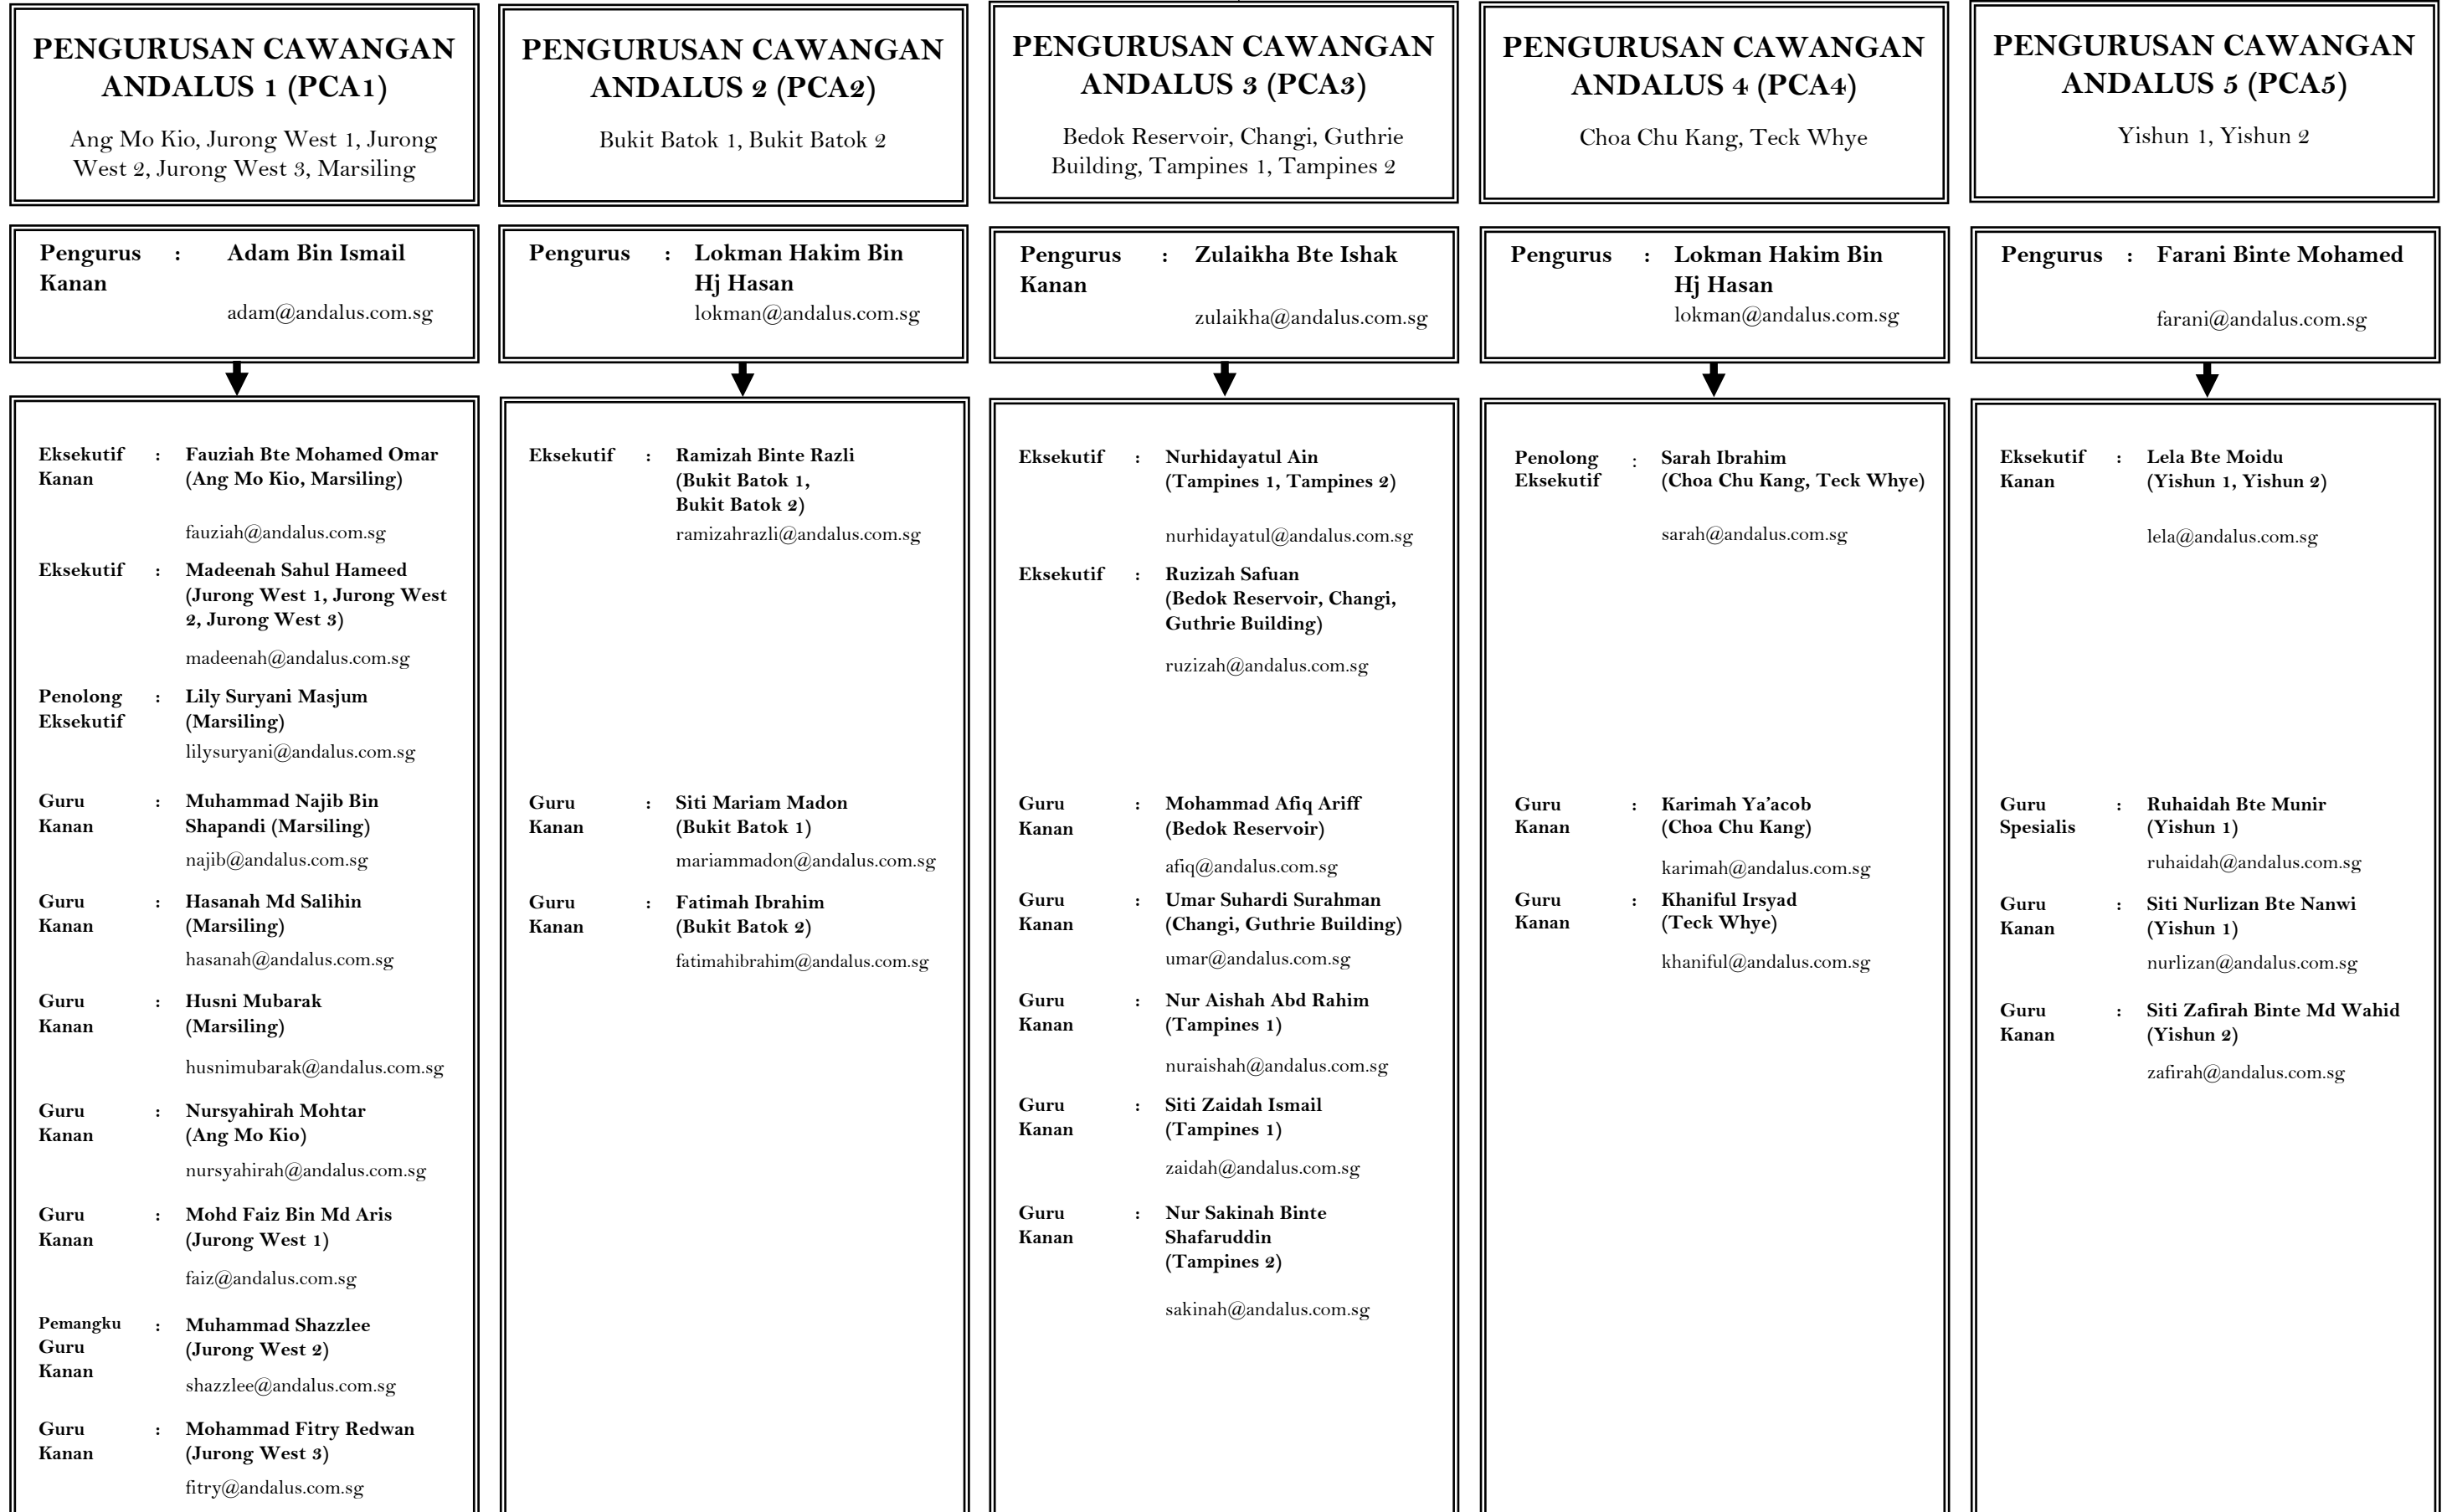 PENGURUSAN CAWANGAN
ANDALUS 1 (PCA1)
Ang Mo Kio, Jurong West 1, Jurong
West 2, Jurong West 3, Marsiling
Pengurus : Adam Bin Ismail
Kanan
adam@andalus.com.sg
Eksekutif : Fauziah Bte Mohamed Omar
Kanan (Ang Mo Kio, Marsiling)
fauziah@andalus.com.sg
Eksekutif : Madeenah Sahul Hameed
(Jurong West 1, Jurong West
2, Jurong West 3)
madeenah@andalus.com.sg
Penolong : Lily Suryani Masjum
Eksekutif (Marsiling)
lilysuryani@andalus.com.sg
Guru : Muhammad Najib Bin
Kanan Shapandi (Marsiling)
najib@andalus.com.sg
Guru : Hasanah Md Salihin
Kanan (Marsiling)
hasanah@andalus.com.sg
Guru : Husni Mubarak
Kanan (Marsiling)
husnimubarak@andalus.com.sg
Guru : Nursyahirah Mohtar
Kanan (Ang Mo Kio)
nursyahirah@andalus.com.sg
Guru : Mohd Faiz Bin Md Aris
Kanan (Jurong West 1)
faiz@andalus.com.sg
Pemangku : Muhammad Shazzlee
Guru (Jurong West 2)
Kanan
shazzlee@andalus.com.sg
Guru : Mohammad Fitry Redwan
Kanan (Jurong West 3)
fitry@andalus.com.sg
PENGURUSAN CAWANGAN
ANDALUS 2 (PCA2)
Bukit Batok 1, Bukit Batok 2
Pengurus : Lokman Hakim Bin
Hj Hasan
lokman@andalus.com.sg
Eksekutif : Ramizah Binte Razli
(Bukit Batok 1,
Bukit Batok 2)
ramizahrazli@andalus.com.sg
Guru : Siti Mariam Madon
Kanan (Bukit Batok 1)
mariammadon@andalus.com.sg
Guru : Fatimah Ibrahim
Kanan (Bukit Batok 2)
fatimahibrahim@andalus.com.sg
PENGURUSAN CAWANGAN
ANDALUS 3 (PCA3)
Bedok Reservoir, Changi, Guthrie
Building, Tampines 1, Tampines 2
Pengurus : Zulaikha Bte Ishak
Kanan
zulaikha@andalus.com.sg
Eksekutif : Nurhidayatul Ain
(Tampines 1, Tampines 2)
nurhidayatul@andalus.com.sg
Eksekutif : Ruzizah Safuan
(Bedok Reservoir, Changi,
Guthrie Building)
ruzizah@andalus.com.sg
Guru : Mohammad Afiq Ariff
Kanan (Bedok Reservoir)
afiq@andalus.com.sg
Guru : Umar Suhardi Surahman
Kanan (Changi, Guthrie Building)
umar@andalus.com.sg
Guru : Nur Aishah Abd Rahim
Kanan (Tampines 1)
nuraishah@andalus.com.sg
Guru : Siti Zaidah Ismail
Kanan (Tampines 1)
zaidah@andalus.com.sg
Guru : Nur Sakinah Binte
Kanan Shafaruddin
(Tampines 2)
sakinah@andalus.com.sg
PENGURUSAN CAWANGAN
ANDALUS 4 (PCA4)
Choa Chu Kang, Teck Whye
Pengurus : Lokman Hakim Bin
Hj Hasan
lokman@andalus.com.sg
Penolong : Sarah Ibrahim
Eksekutif (Choa Chu Kang, Teck Whye)
sarah@andalus.com.sg
Guru : Karimah Ya’acob
Kanan (Choa Chu Kang)
karimah@andalus.com.sg
Guru : Khaniful Irsyad
Kanan (Teck Whye)
khaniful@andalus.com.sg
PENGURUSAN CAWANGAN
ANDALUS 5 (PCA5)
Yishun 1, Yishun 2
Pengurus : Farani Binte Mohamed
farani@andalus.com.sg
Eksekutif : Lela Bte Moidu
Kanan (Yishun 1, Yishun 2)
lela@andalus.com.sg
Guru : Ruhaidah Bte Munir
Spesialis (Yishun 1)
ruhaidah@andalus.com.sg
Guru : Siti Nurlizan Bte Nanwi
Kanan (Yishun 1)
nurlizan@andalus.com.sg
Guru : Siti Zafirah Binte Md Wahid
Kanan (Yishun 2)
zafirah@andalus.com.sg